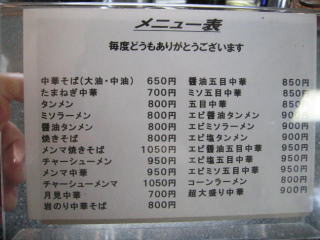 メニュー表
毎度どうもありがとうございます
中華そば(大油・中油) 650円
たまねぎ中華 700円
タンメン 800円
ミソラーメン 800円
醤油タンメン 800円
焼きそば 800円
メンマ焼きそば 1050円
チャーシューメン 950円
メンマ中華 950円
チャーシューメンマ 1050円
月見中華 700円
岩のり中華そば 800円
醤油五目中華 850円
ミソ五目中華 850円
五目中華 850円
エビ醤油タンメン 900円
エビミソラーメン 900円
エビ塩タンメン 900円
エビ醤油五目中華 950円
エビ塩五目中華 950円
エビミソ五目中華 950円
コーンラーメン 800円
超大盛り中華 900円